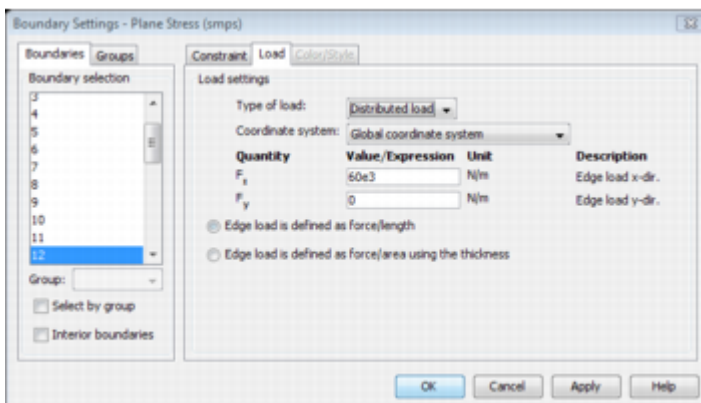 Boundary Settings - Plane Stress (smps)
Boundaries Groups
Boundary selection
3
4
5
6
7
8
9
10
11
12
Group:
Select by group
Interior boundaries
Constraint Load Color/Style
Load settings
Type of load: Distributed load
Coordinate system: Global coordinate system
Quantity Value/Expression Unit Description
Fx 60e3 N/m Edge load x-dir.
Fy 0 N/m Edge load y-dir.
Edge load is defined as force/length
Edge load is defined as force/area using the thickness
OK Cancel Apply Help